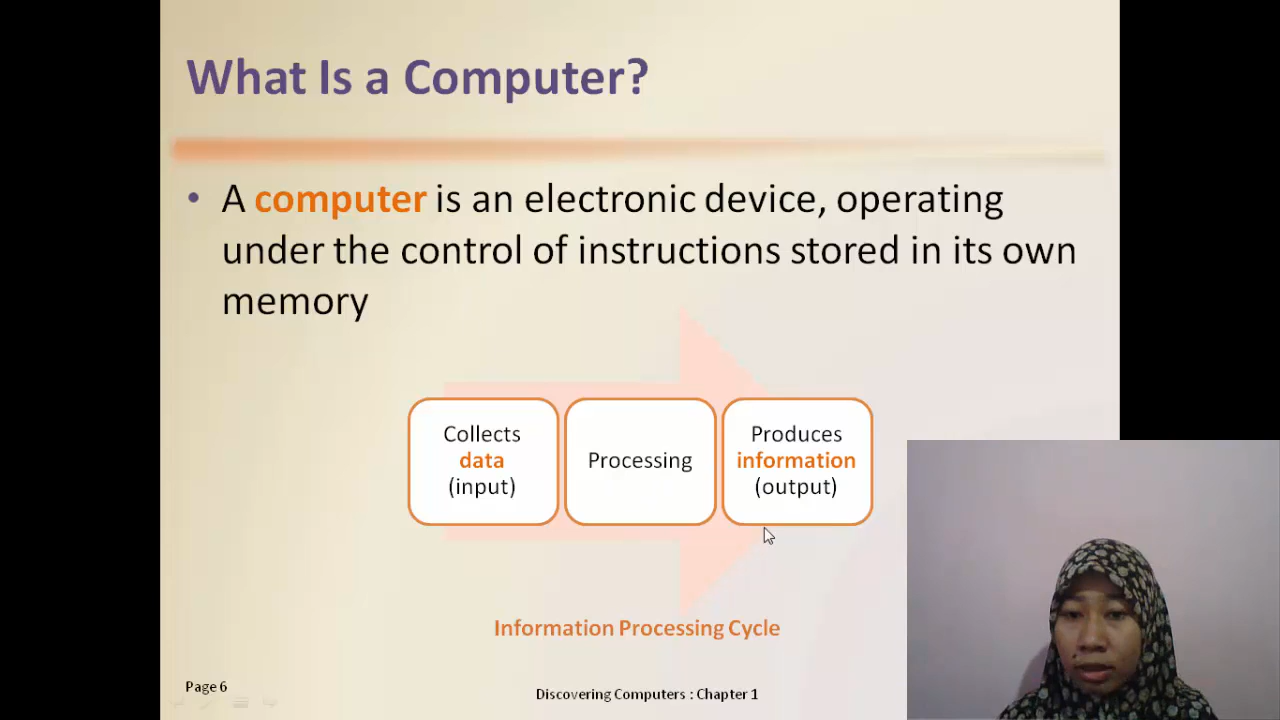 What Is a Computer?
• A computer is an electronic device, operating
under the control of instructions stored in its own
memory
Collects
data
(input)
Processing
Produces
information
(output)
Information Processing Cycle
Page 6
Discovering Computers : Chapter 1